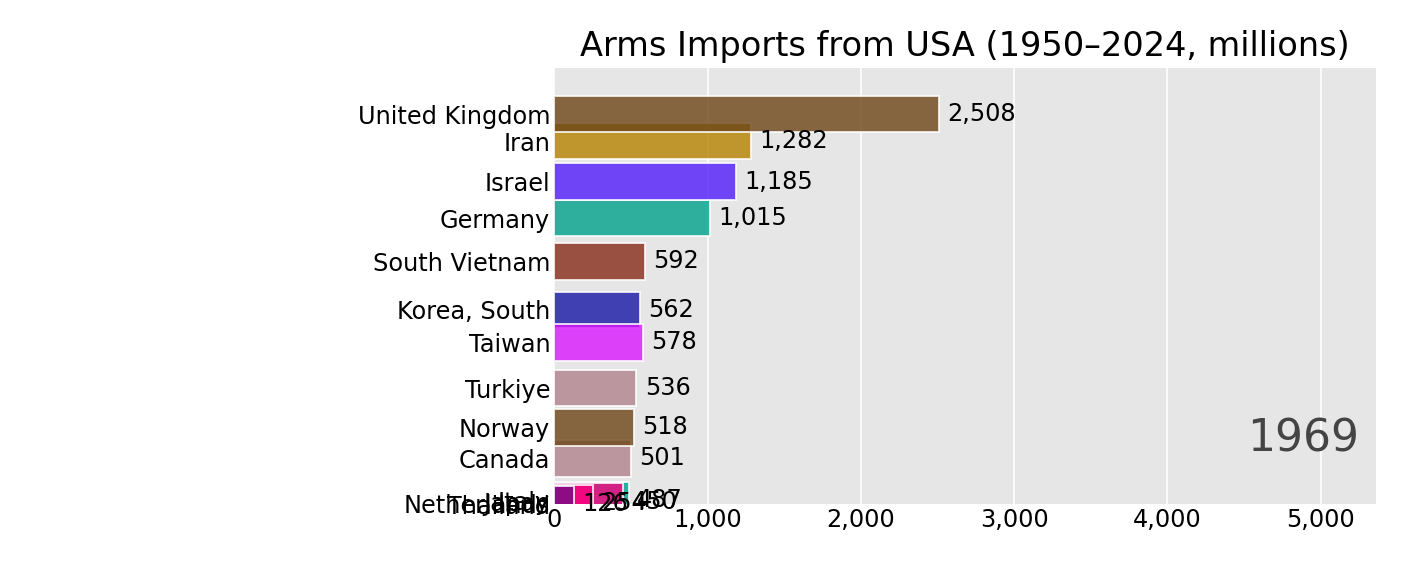 Arms Imports from USA (1950–2024, millions)
United Kingdom 2,508
Iran 1,282
Israel 1,185
Germany 1,015
South Vietnam 592
Korea, South 562
Taiwan 578
Turkiye 536
Norway 518
1969
Canada 501
487
0 1,000 2,000 3,000 4,000 5,000